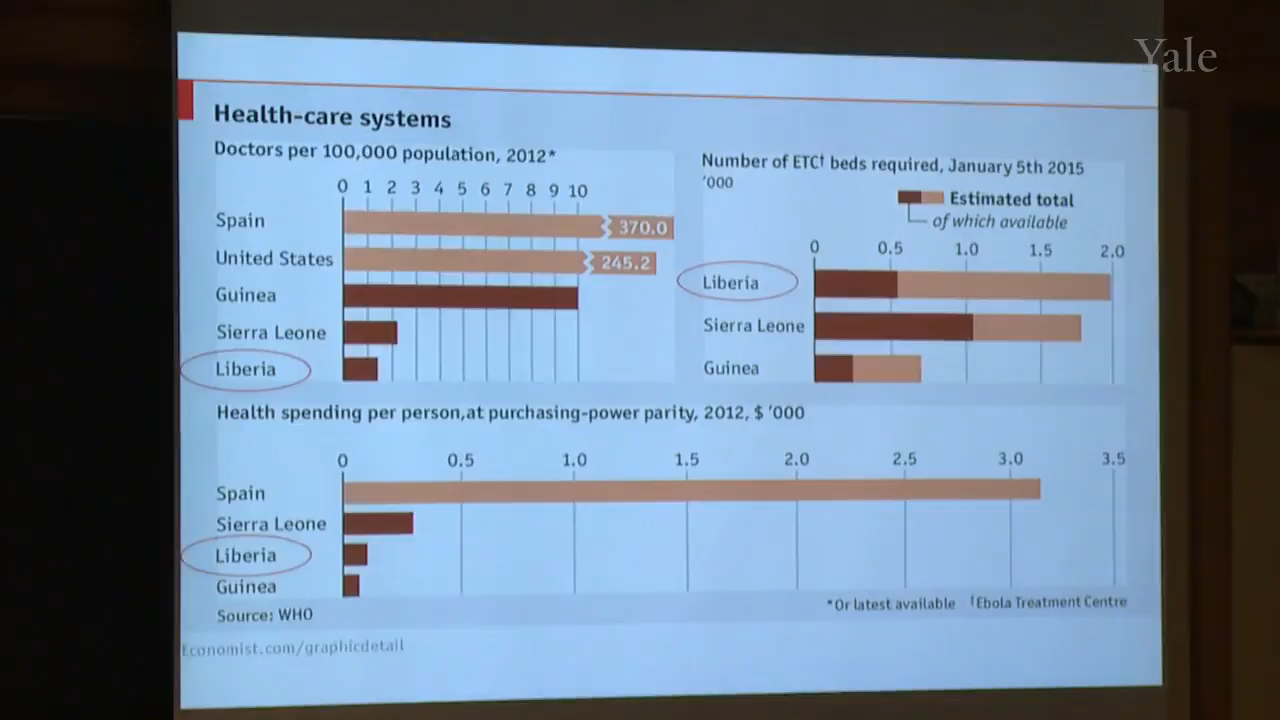 Yale
Health-care systems
Doctors per 100,000 population, 2012*
0 1 2 3 4 5 6 7 8 9 10
Spain 370.0
United States 245.2
Guinea
Sierra Leone
Liberia
Number of ETC† beds required, January 5th 2015
’000
Estimated total
of which available
0 0.5 1.0 1.5 2.0
Liberia
Sierra Leone
Guinea
Health spending per person, at purchasing-power parity, 2012, $ ’000
0 0.5 1.0 1.5 2.0 2.5 3.0 3.5
Spain
Sierra Leone
Liberia
Guinea
Source: WHO
*Or latest available †Ebola Treatment Centre
Economist.com/graphicdetail